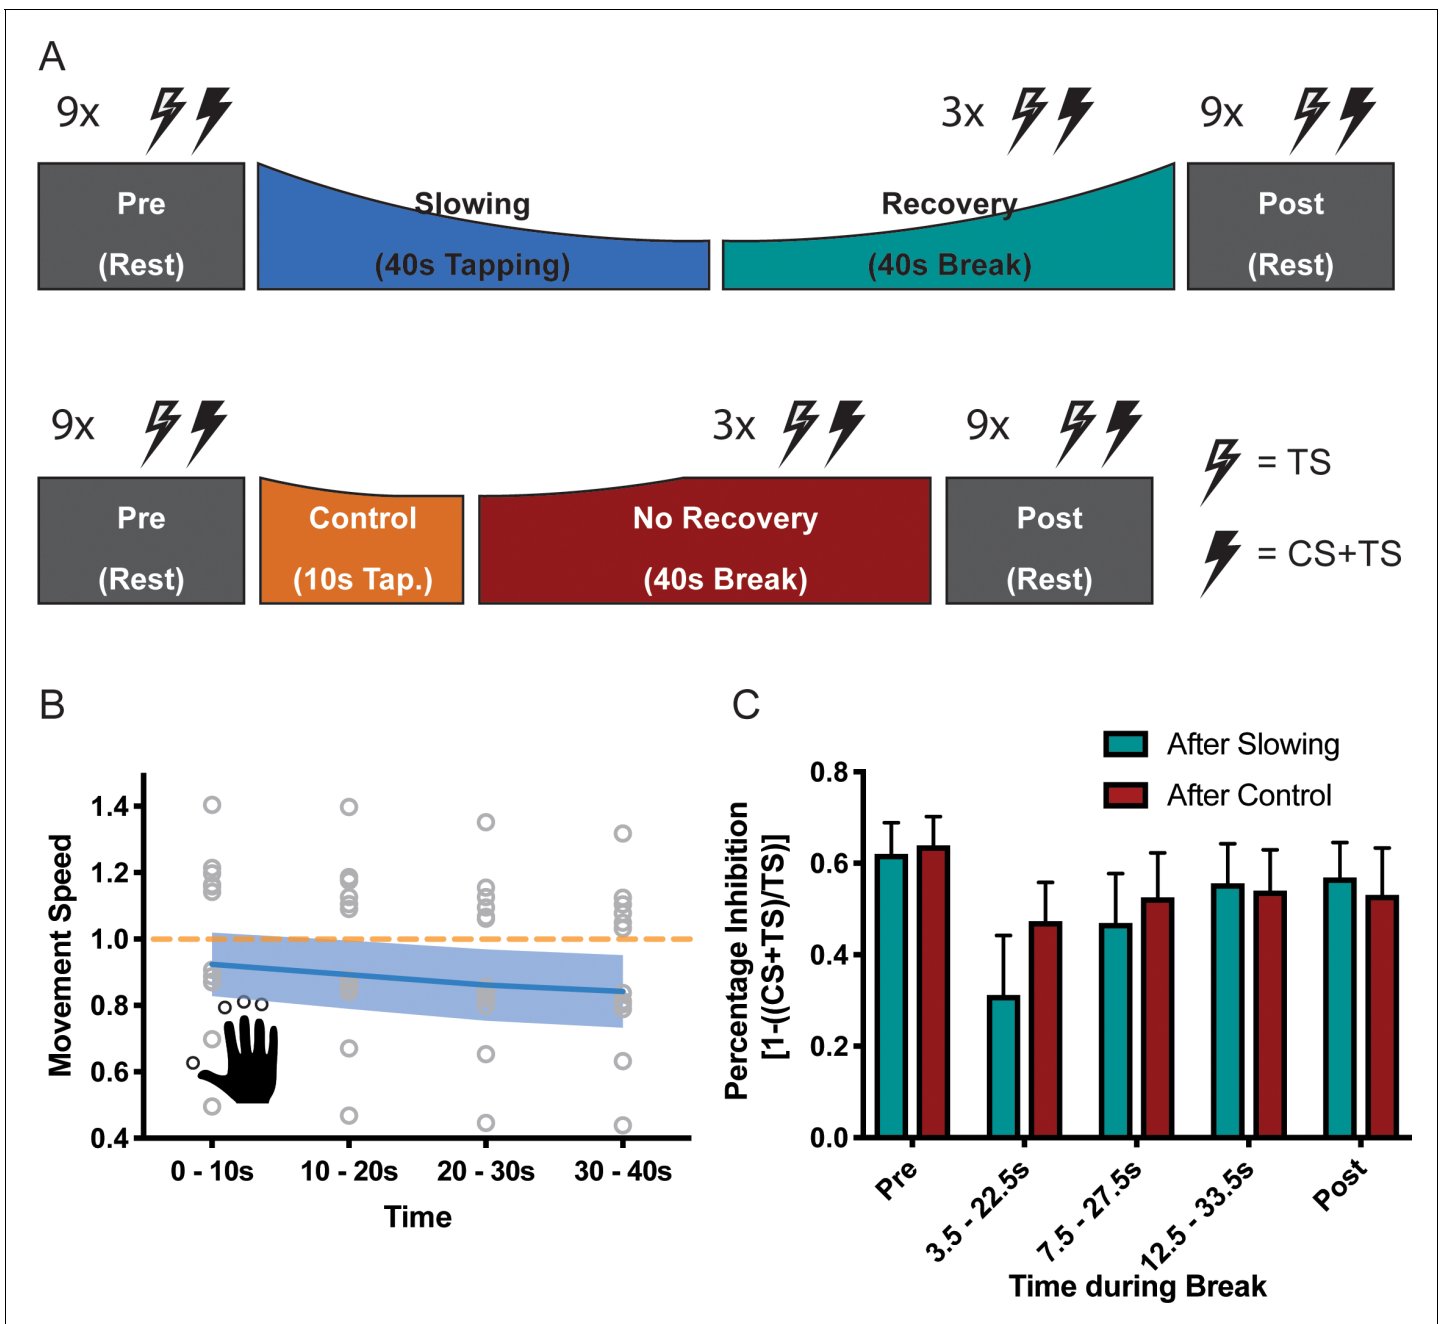 A
9x
3x
9x
Pre
(Rest)
Slowing
(40s Tapping)
Recovery
(40s Break)
Post
(Rest)
9x
3x
9x
Pre
(Rest)
Control
(10s Tap.)
No Recovery
(40s Break)
Post
(Rest)
= TS
= CS+TS
B
Movement Speed
1.4
1.2
1.0
0.8
0.6
0.4
0 - 10s
10 - 20s
20 - 30s
30 - 40s
Time
C
After Slowing
After Control
Percentage Inhibition
[1-((CS+TS)/TS)]
0.8
0.6
0.4
0.2
0.0
Pre
3.5 - 22.5s
7.5 - 27.5s
12.5 - 33.5s
Post
Time during Break